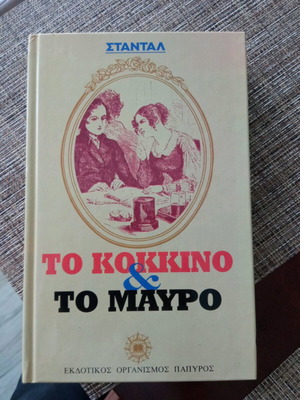 ΣΤΑΝΤΑΛ
ΤΟ ΚΟΚΚΙΝΟ
&
ΤΟ ΜΑΥΡΟ
ΕΚΔΟΤΙΚΟΣ ΟΡΓΑΝΙΣΜΟΣ ΠΑΠΥΡΟΣ